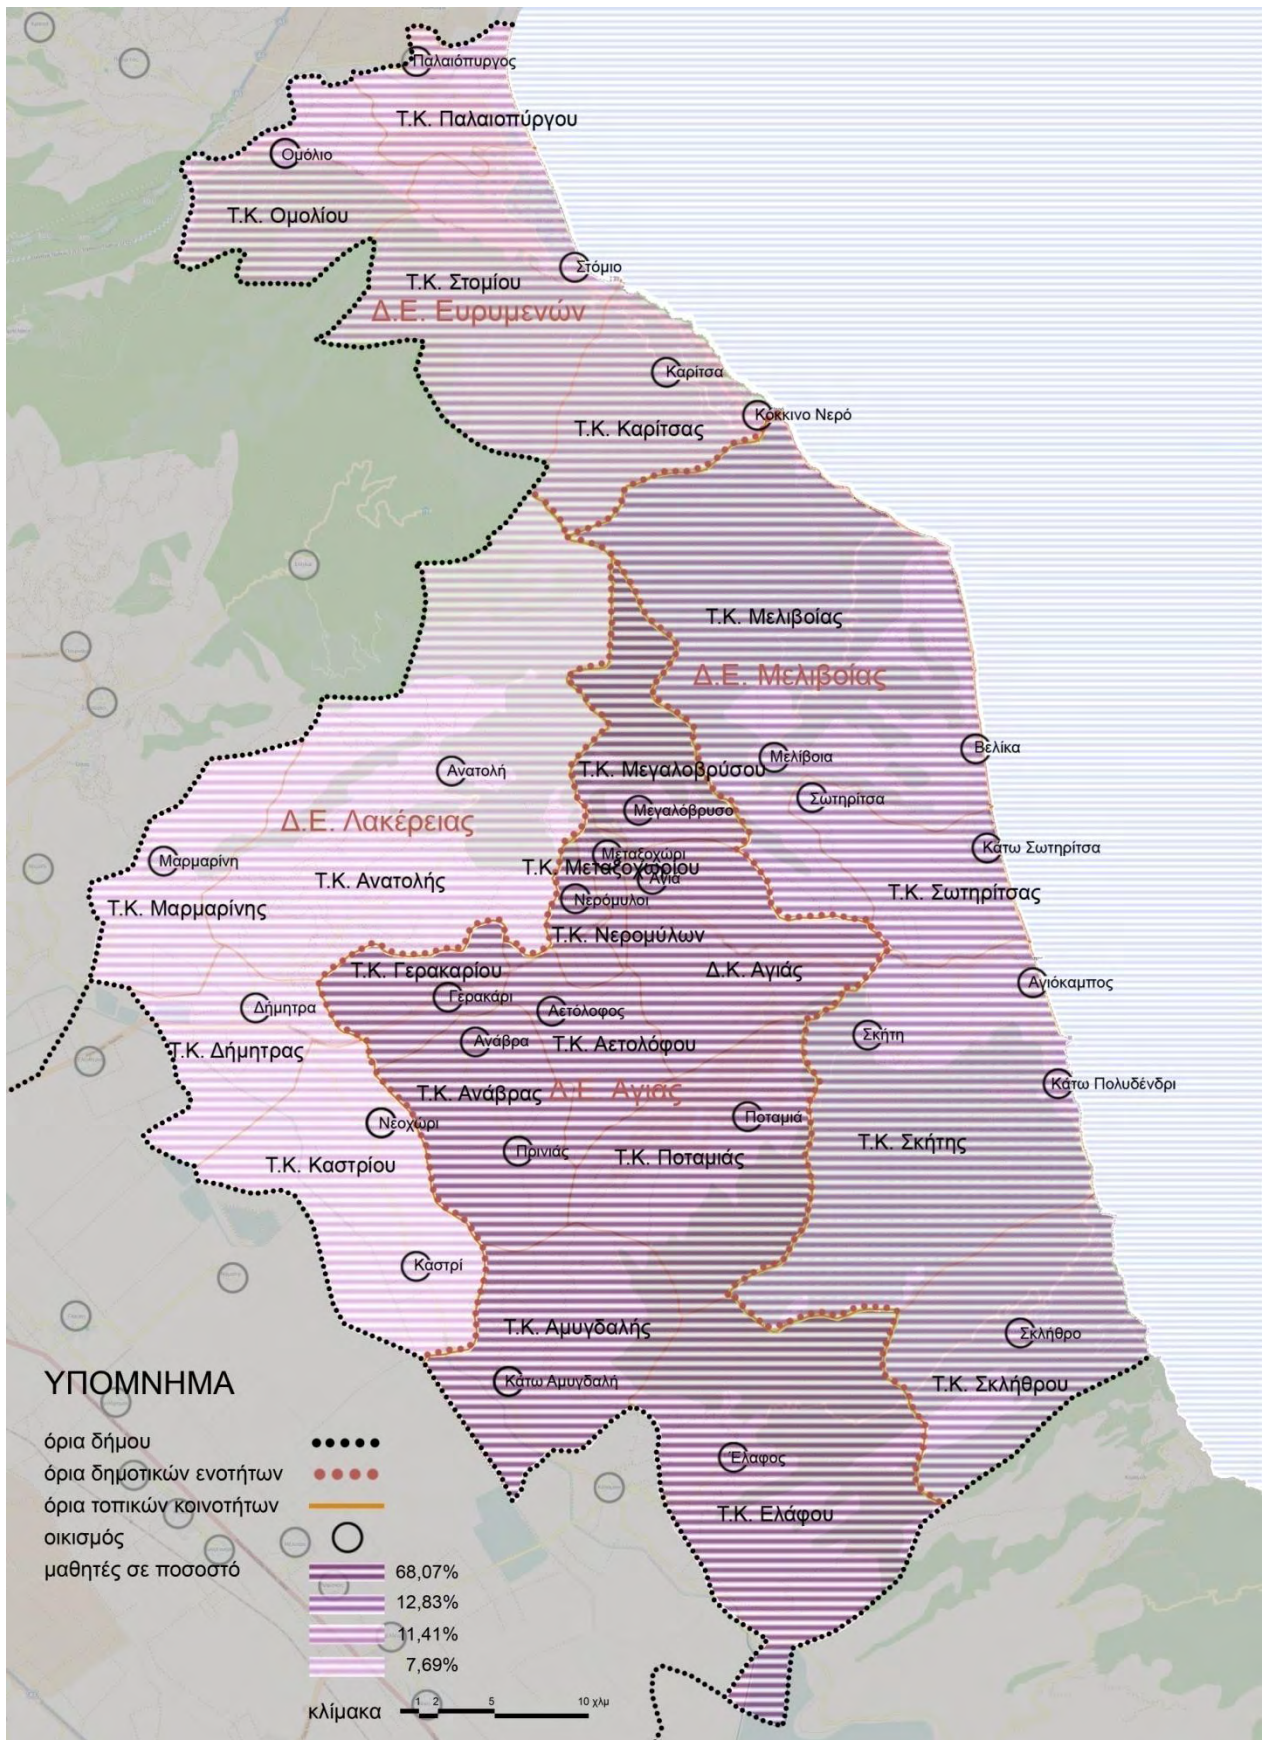 Παλαιόπυργος
Τ.Κ. Παλαιοπύργου
Ομόλιο
Τ.Κ. Ομολίου
Στόμιο
Τ.Κ. Στομίου
Δ.Ε. Ευρυμενών
Καρίτσα
Κόκκινο Νερό
Τ.Κ. Καρίτσας
Τ.Κ. Μελιβοίας
Δ.Ε. Μελιβοίας
Βελίκα
Μελίβοια
Τ.Κ. Μεγαλοβρύσου
Ανατολή
Σωτηρίτσα
Μεγαλόβρυσο
Δ.Ε. Λακέρειας
Κάτω Σωτηρίτσα
Μεταξοχώρι
Μαρμαρίνη
Τ.Κ. Μεταξοχωρίου
Αγιά
Τ.Κ. Ανατολής
Τ.Κ. Σωτηρίτσας
Νερόμυλοι
Τ.Κ. Μαρμαρίνης
Τ.Κ. Νερομύλων
Τ.Κ. Γερακαρίου
Δ.Κ. Αγιάς
Αγιόκαμπος
Γερακάρι
Δήμητρα
Αετόλοφος
Σκήτη
Ανάβρα
Τ.Κ. Αετολόφου
Τ.Κ. Δήμητρας
Κάτω Πολυδένδρι
Τ.Κ. Ανάβρας
Δ.Ε. Αγιάς
Ποταμιά
Νεοχώρι
Τ.Κ. Σκήτης
Πρινιάς
Τ.Κ. Ποταμιάς
Τ.Κ. Καστρίου
Καστρί
Τ.Κ. Αμυγδαλής
Σκλήθρο
Κάτω Αμυγδαλή
Τ.Κ. Σκλήθρου
Έλαφος
Τ.Κ. Ελάφου
ΥΠΟΜΝΗΜΑ
όρια δήμου
όρια δημοτικών ενοτήτων
όρια τοπικών κοινοτήτων
οικισμός
μαθητές σε ποσοστό
68,07%
12,83%
11,41%
7,69%
κλίμακα 1 2 5 10 χλμ